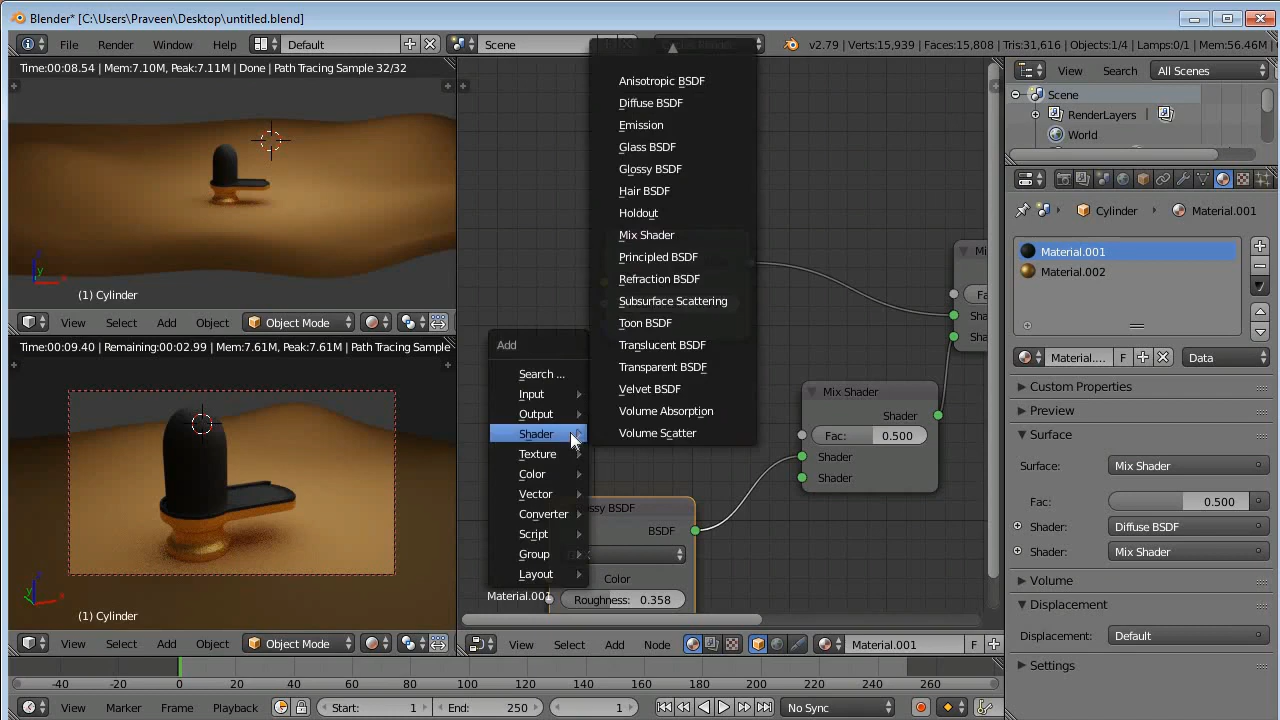 Blender* [C:\Users\Praveen\Desktop\untitled.blend]
File Render Window Help Default Scene v2.79 | Verts:15,939 | Faces:15,808 | Tris:31,616 | Objects:1/4 | Lamps:0/1 | Mem:56.46M
Time:00:08.54 | Mem:7.10M, Peak:7.11M | Done | Path Tracing Sample 32/32
(1) Cylinder
View Select Add Object Object Mode
Time:00:09.40 | Remaining:00:02.99 | Mem:7.61M, Peak:7.61M | Path Tracing Sample
(1) Cylinder
View Select Add Object Object Mode
Anisotropic BSDF
Diffuse BSDF
Emission
Glass BSDF
Glossy BSDF
Hair BSDF
Holdout
Mix Shader
Principled BSDF
Refraction BSDF
Subsurface Scattering
Toon BSDF
Translucent BSDF
Transparent BSDF
Velvet BSDF
Volume Absorption
Volume Scatter
Add
Search ...
Input
Output
Shader
Texture
Color
Vector
Converter
Script
Group
Layout
Material.001
ssy BSDF
BSDF
Color
Roughness: 0.358
Mix Shader
Shader
Fac: 0.500
Shader
Shader
Mi
Fa
Sha
Sha
View Select Add Node Material.001 F
View Search All Scenes
Scene
RenderLayers
World
Cylinder Material.001
Material.001
Material.002
Material.... F Data
Custom Properties
Preview
Surface
Surface: Mix Shader
Fac: 0.500
Shader: Diffuse BSDF
Shader: Mix Shader
Volume
Displacement
Displacement: Default
Settings
-40 -20 0 20 40 60 80 100 120 140 160 180 200 220 240 260
View Marker Frame Playback Start: 1 End: 250 1 No Sync